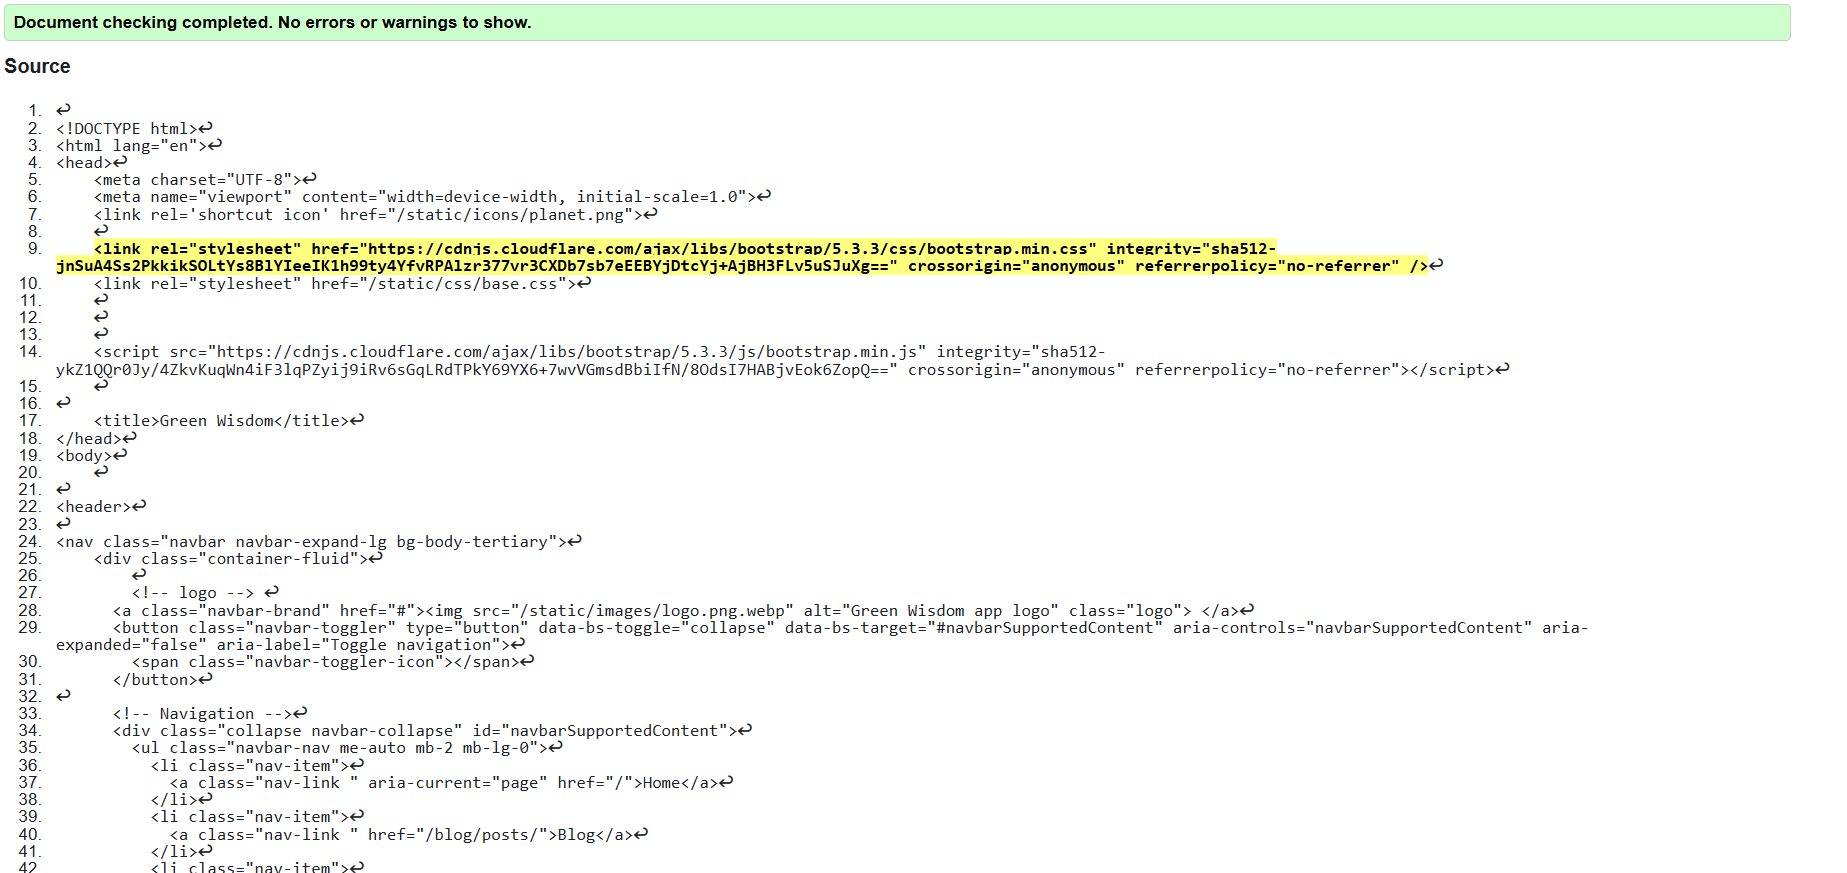 Document checking completed. No errors or warnings to show.
Source
1. ↩
2. <!DOCTYPE html>↩
3. <html lang="en">↩
4. <head>↩
5. <meta charset="UTF-8">↩
6. <meta name="viewport" content="width=device-width, initial-scale=1.0">↩
7. <link rel='shortcut icon' href="/static/icons/planet.png">↩
8. ↩
9. <link rel="stylesheet" href="https://cdnjs.cloudflare.com/ajax/libs/bootstrap/5.3.3/css/bootstrap.min.css" integrity="sha512-
jnSuA4Ss2PkkikSOLtYs8BlYIeeIK1h99ty4YfvRPAlzr377vr3CXDb7sb7eEEBYjDtcYj+AjBH3FLv5uSJuXg==" crossorigin="anonymous" referrerpolicy="no-referrer" />↩
10. <link rel="stylesheet" href="/static/css/base.css">↩
11. ↩
12. ↩
13. ↩
14. <script src="https://cdnjs.cloudflare.com/ajax/libs/bootstrap/5.3.3/js/bootstrap.min.js" integrity="sha512-
ykZ1QQr0Jy/4ZkvKuqWn4iF3lqPZyij9iRv6sGqLRdTPkY69YX6+7wvVGmsdBbiIfN/8OdsI7HABjvEok6ZopQ==" crossorigin="anonymous" referrerpolicy="no-referrer"></script>↩
15. ↩
16. ↩
17. <title>Green Wisdom</title>↩
18. </head>↩
19. <body>↩
20. ↩
21. ↩
22. <header>↩
23. ↩
24. <nav class="navbar navbar-expand-lg bg-body-tertiary">↩
25. <div class="container-fluid">↩
26. ↩
27. <!-- logo --> ↩
28. <a class="navbar-brand" href="#"><img src="/static/images/logo.png.webp" alt="Green Wisdom app logo" class="logo"> </a>↩
29. <button class="navbar-toggler" type="button" data-bs-toggle="collapse" data-bs-target="#navbarSupportedContent" aria-controls="navbarSupportedContent" aria-
expanded="false" aria-label="Toggle navigation">↩
30. <span class="navbar-toggler-icon"></span>↩
31. </button>↩
32. ↩
33. <!-- Navigation -->↩
34. <div class="collapse navbar-collapse" id="navbarSupportedContent">↩
35. <ul class="navbar-nav me-auto mb-2 mb-lg-0">↩
36. <li class="nav-item">↩
37. <a class="nav-link " aria-current="page" href="/">Home</a>↩
38. </li>↩
39. <li class="nav-item">↩
40. <a class="nav-link " href="/blog/posts/">Blog</a>↩
41. </li>↩
42 <li class="nav-item">↩